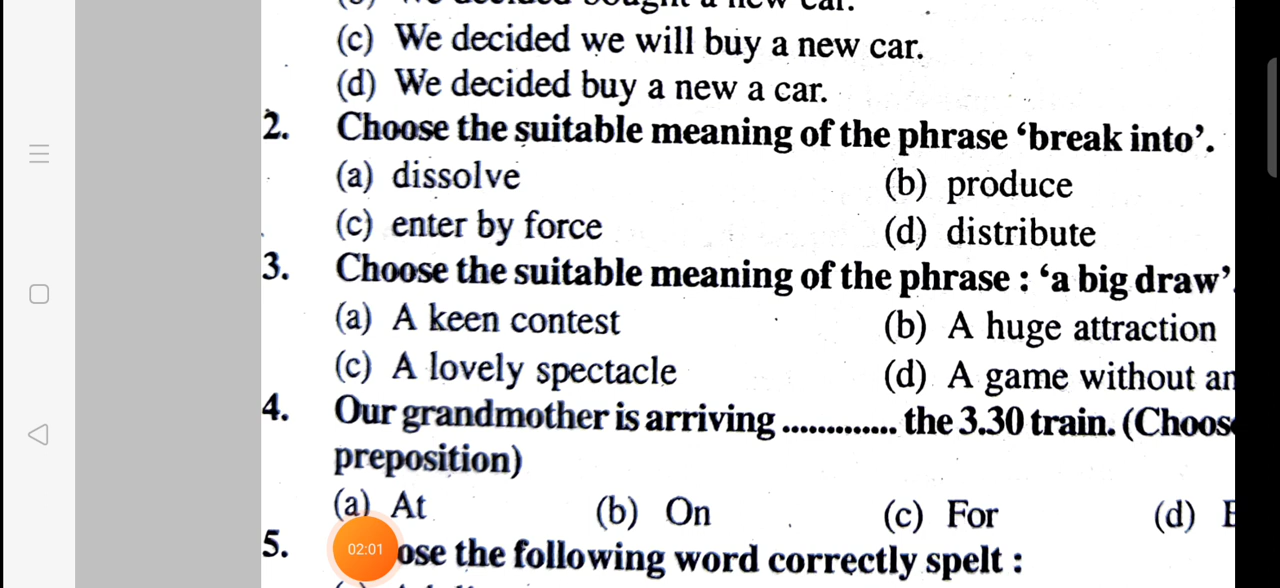 (c) We decided we will buy a new car.
(d) We decided buy a new a car.
2. Choose the suitable meaning of the phrase ‘break into’.
(a) dissolve (b) produce
(c) enter by force (d) distribute
3. Choose the suitable meaning of the phrase : ‘a big draw’.
(a) A keen contest (b) A huge attraction
(c) A lovely spectacle (d) A game without
4. Our grandmother is arriving ............. the 3.30 train. (Choos
preposition)
(a) At (b) On (c) For (d)
5. ose the following word correctly spelt :
02:01